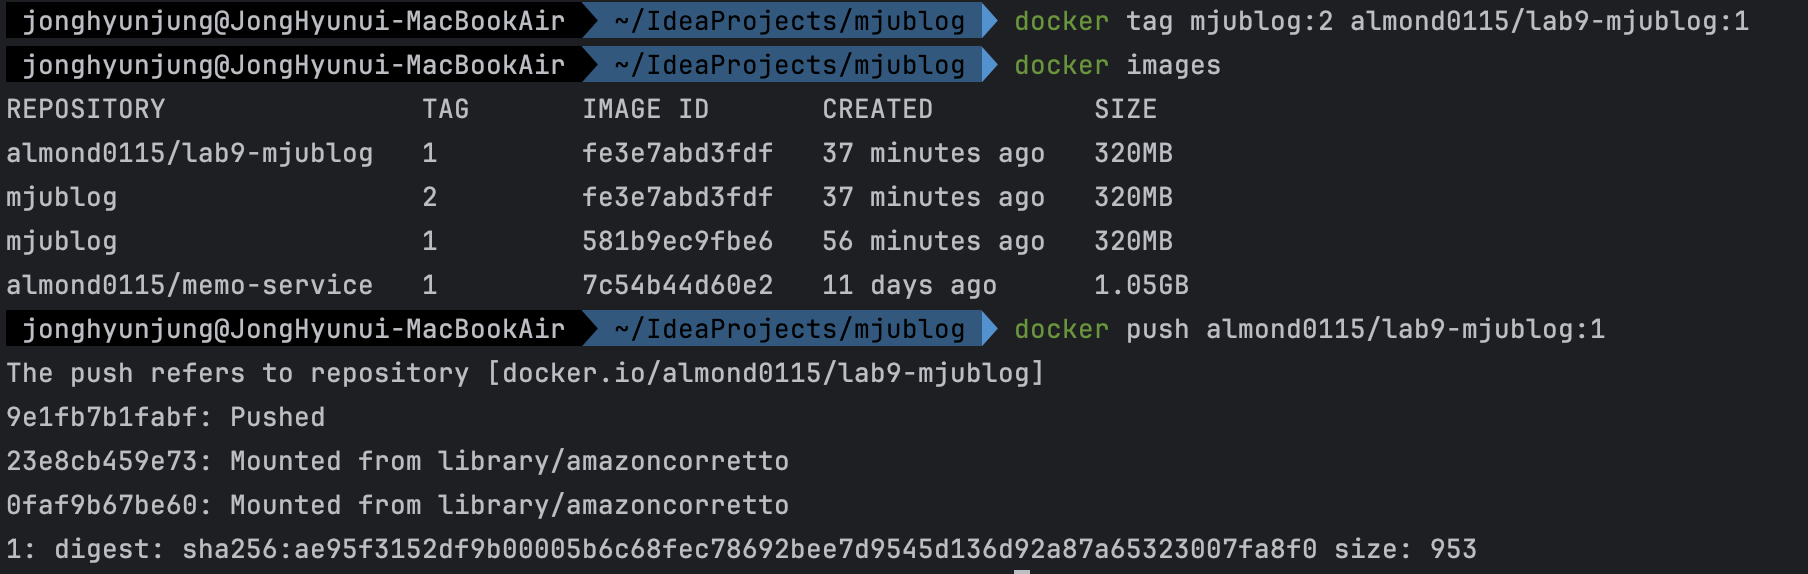 jonghyunjung@JongHyunui-MacBookAir ~/IdeaProjects/mjublog docker tag mjublog:2 almond0115/lab9-mjublog:1
jonghyunjung@JongHyunui-MacBookAir ~/IdeaProjects/mjublog docker images
REPOSITORY TAG IMAGE ID CREATED SIZE
almond0115/lab9-mjublog 1 fe3e7abd3fdf 37 minutes ago 320MB
mjublog 2 fe3e7abd3fdf 37 minutes ago 320MB
mjublog 1 581b9ec9fbe6 56 minutes ago 320MB
almond0115/memo-service 1 7c54b44d60e2 11 days ago 1.05GB
jonghyunjung@JongHyunui-MacBookAir ~/IdeaProjects/mjublog docker push almond0115/lab9-mjublog:1
The push refers to repository [docker.io/almond0115/lab9-mjublog]
9e1fb7b1fabf: Pushed
23e8cb459e73: Mounted from library/amazoncorretto
0faf9b67be60: Mounted from library/amazoncorretto
1: digest: sha256:ae95f3152df9b00005b6c68fec78692bee7d9545d136d92a87a65323007fa8f0 size: 953